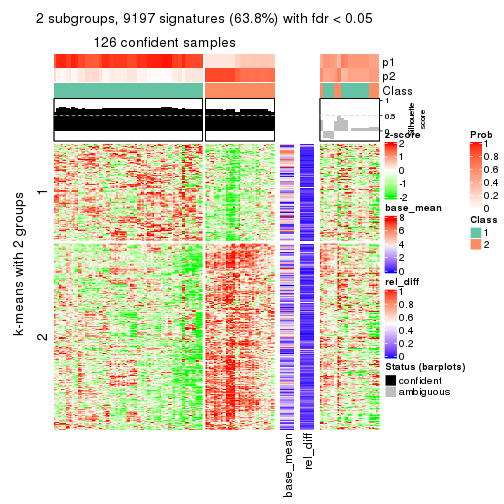 2 subgroups, 9197 signatures (63.8%) with fdr < 0.05
126 confident samples
p1
p2
Class
1
0.5
0
Silhouette
score
k-means with 2 groups
1
2
base_mean
rel_diff
z-score
2
1
0
-1
-2
base_mean
8
6
4
2
0
rel_diff
1
0.8
0.6
0.4
0.2
0
Status (barplots)
confident
ambiguous
Prob
1
0.8
0.6
0.4
0.2
0
Class
1
2